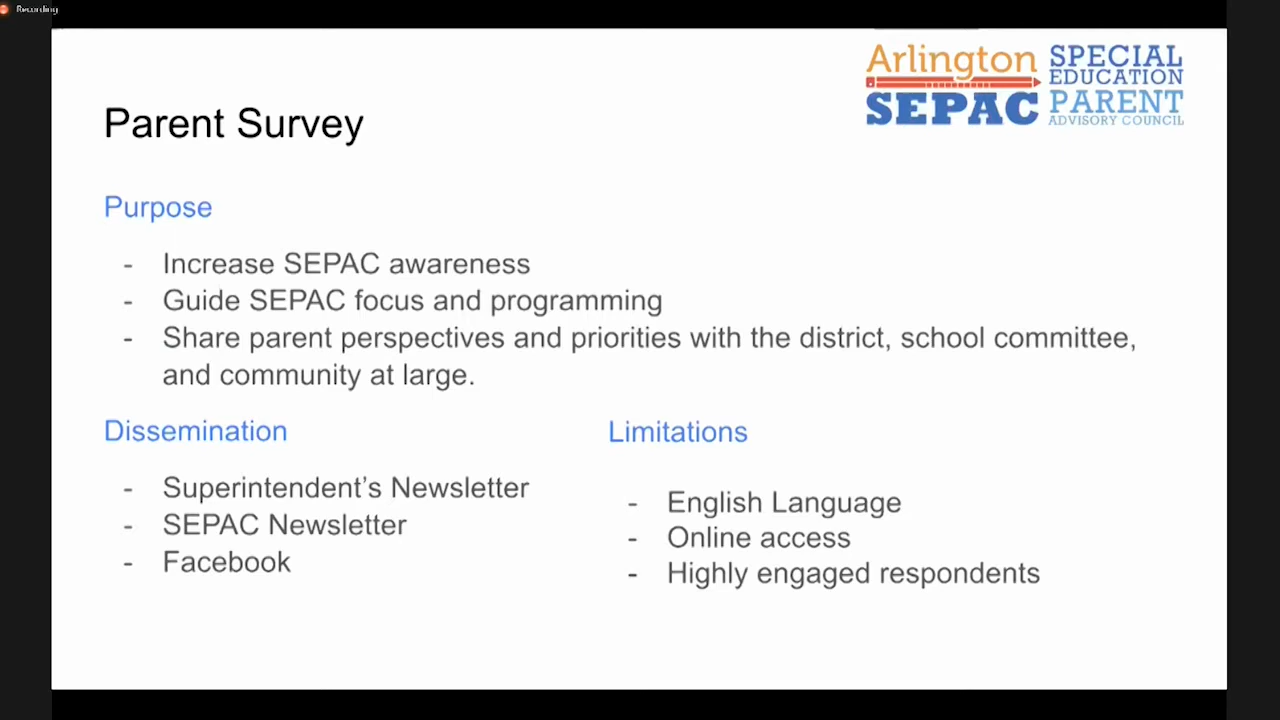 Recording
Arlington
SEPAC
SPECIAL
EDUCATION
PARENT
ADVISORY COUNCIL
Parent Survey
Purpose
- Increase SEPAC awareness
- Guide SEPAC focus and programming
- Share parent perspectives and priorities with the district, school committee,
and community at large.
Dissemination
- Superintendent’s Newsletter
- SEPAC Newsletter
- Facebook
Limitations
- English Language
- Online access
- Highly engaged respondents